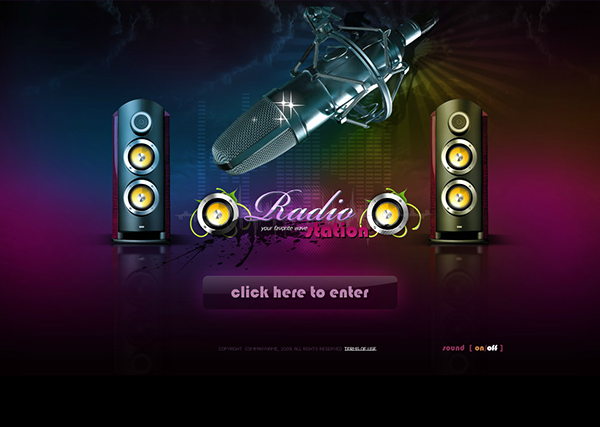 Radio
your favorite wave
station
click here to enter
COPYRIGHT COMPANYNAME, 2009. ALL RIGHTS RESERVED. TERMS OF USE
sound [ on|off ]